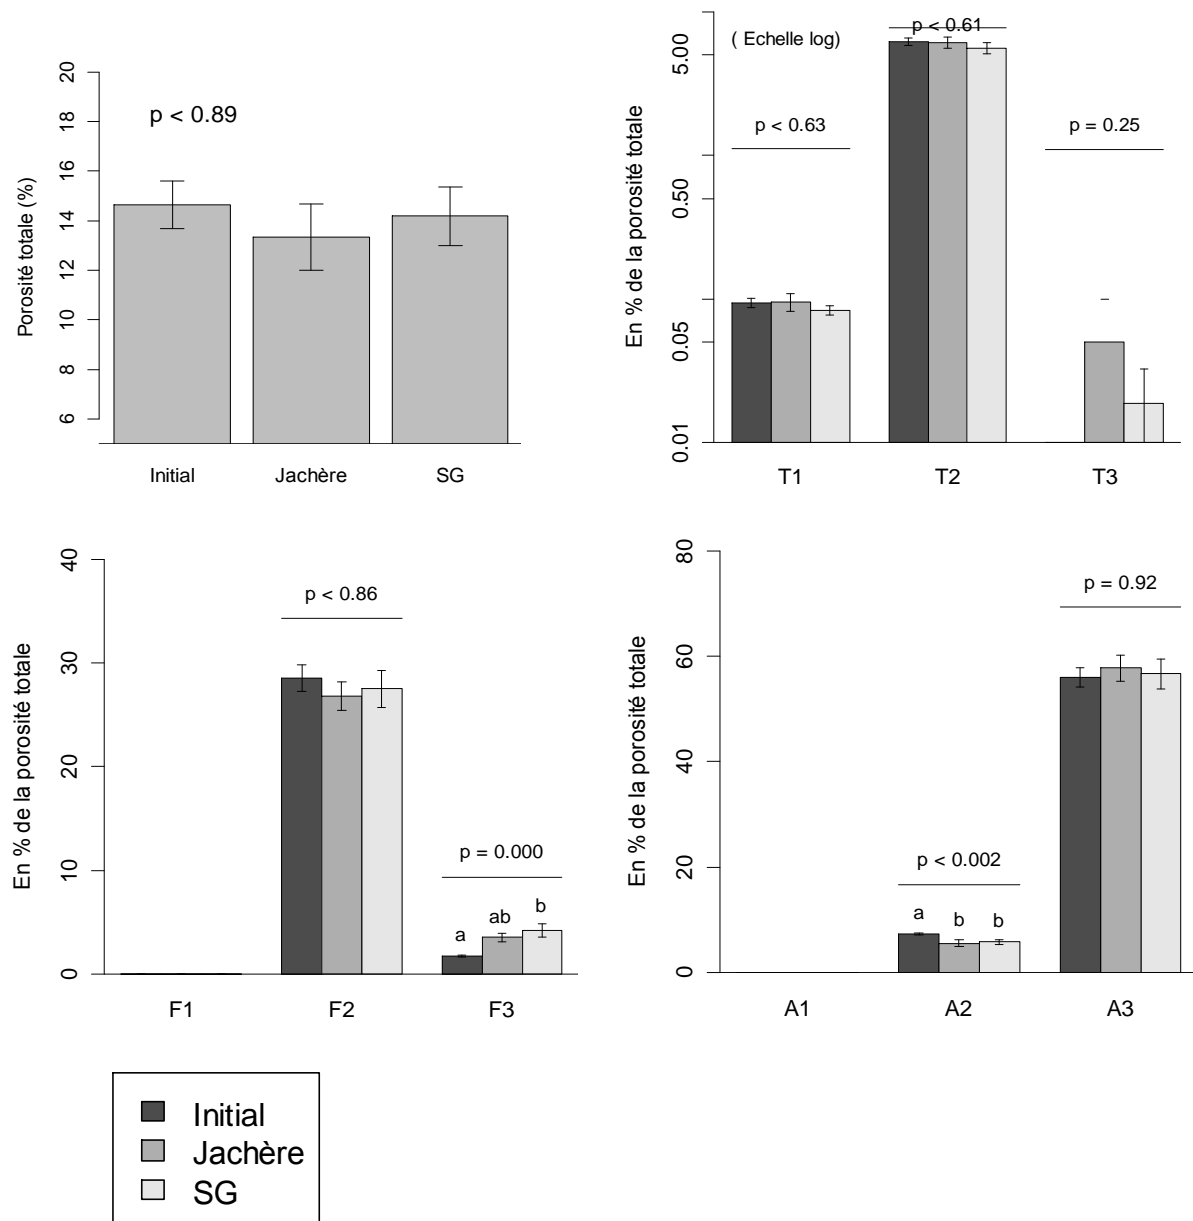 Porosité totale (%)
20
18
16
14
12
10
8
6
p < 0.89
Initial
Jachère
SG
En % de la porosité totale
5.00
0.50
0.05
0.01
( Echelle log)
p < 0.61
p < 0.63
p = 0.25
T1
T2
T3
En % de la porosité totale
40
30
20
10
0
p < 0.86
p = 0.000
a
ab
b
F1
F2
F3
En % de la porosité totale
80
60
40
20
0
p = 0.92
p < 0.002
a
b
b
A1
A2
A3
Initial
Jachère
SG